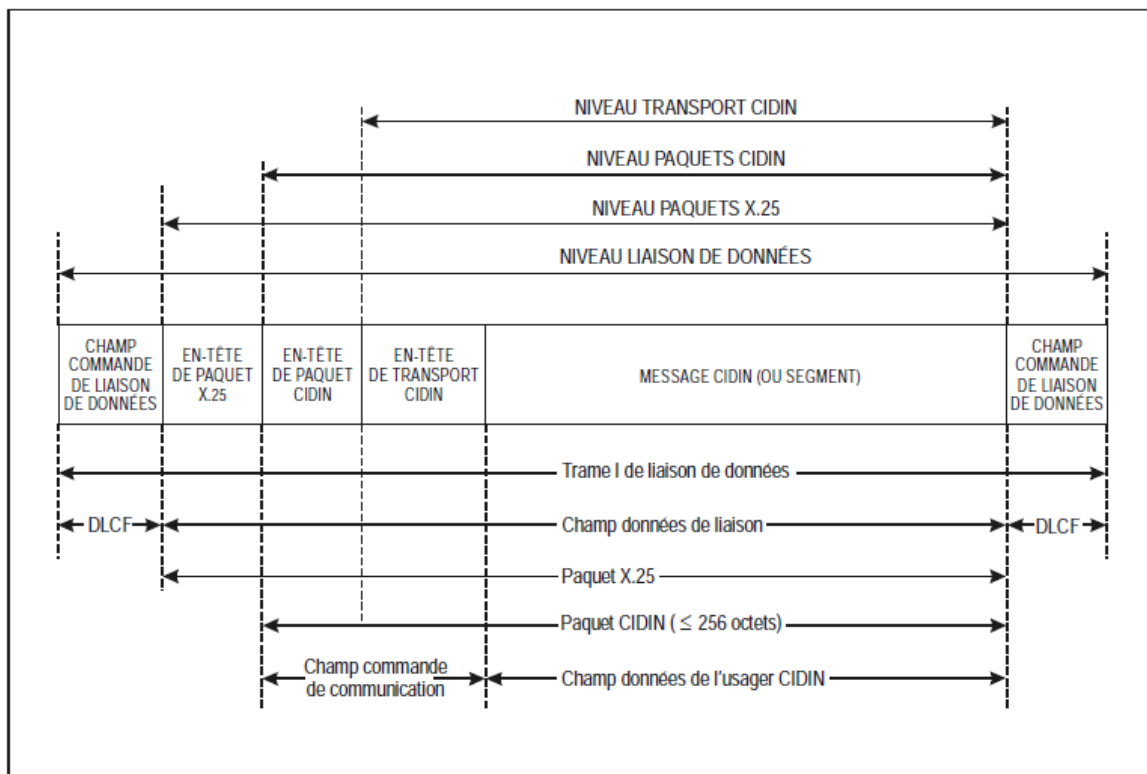 NIVEAU TRANSPORT CIDIN
NIVEAU PAQUETS CIDIN
NIVEAU PAQUETS X.25
NIVEAU LIAISON DE DONNÉES
CHAMP
COMMANDE
DE LIAISON
DE DONNÉES
EN-TÊTE
DE PAQUET
X.25
EN-TÊTE
DE PAQUET
CIDIN
EN-TÊTE
DE TRANSPORT
CIDIN
MESSAGE CIDIN (OU SEGMENT)
CHAMP
COMMANDE
DE LIAISON
DE DONNÉES
Trame I de liaison de données
DLCF
Champ données de liaison
DLCF
Paquet X.25
Paquet CIDIN ( ≤ 256 octets)
Champ commande
de communication
Champ données de l'usager CIDIN